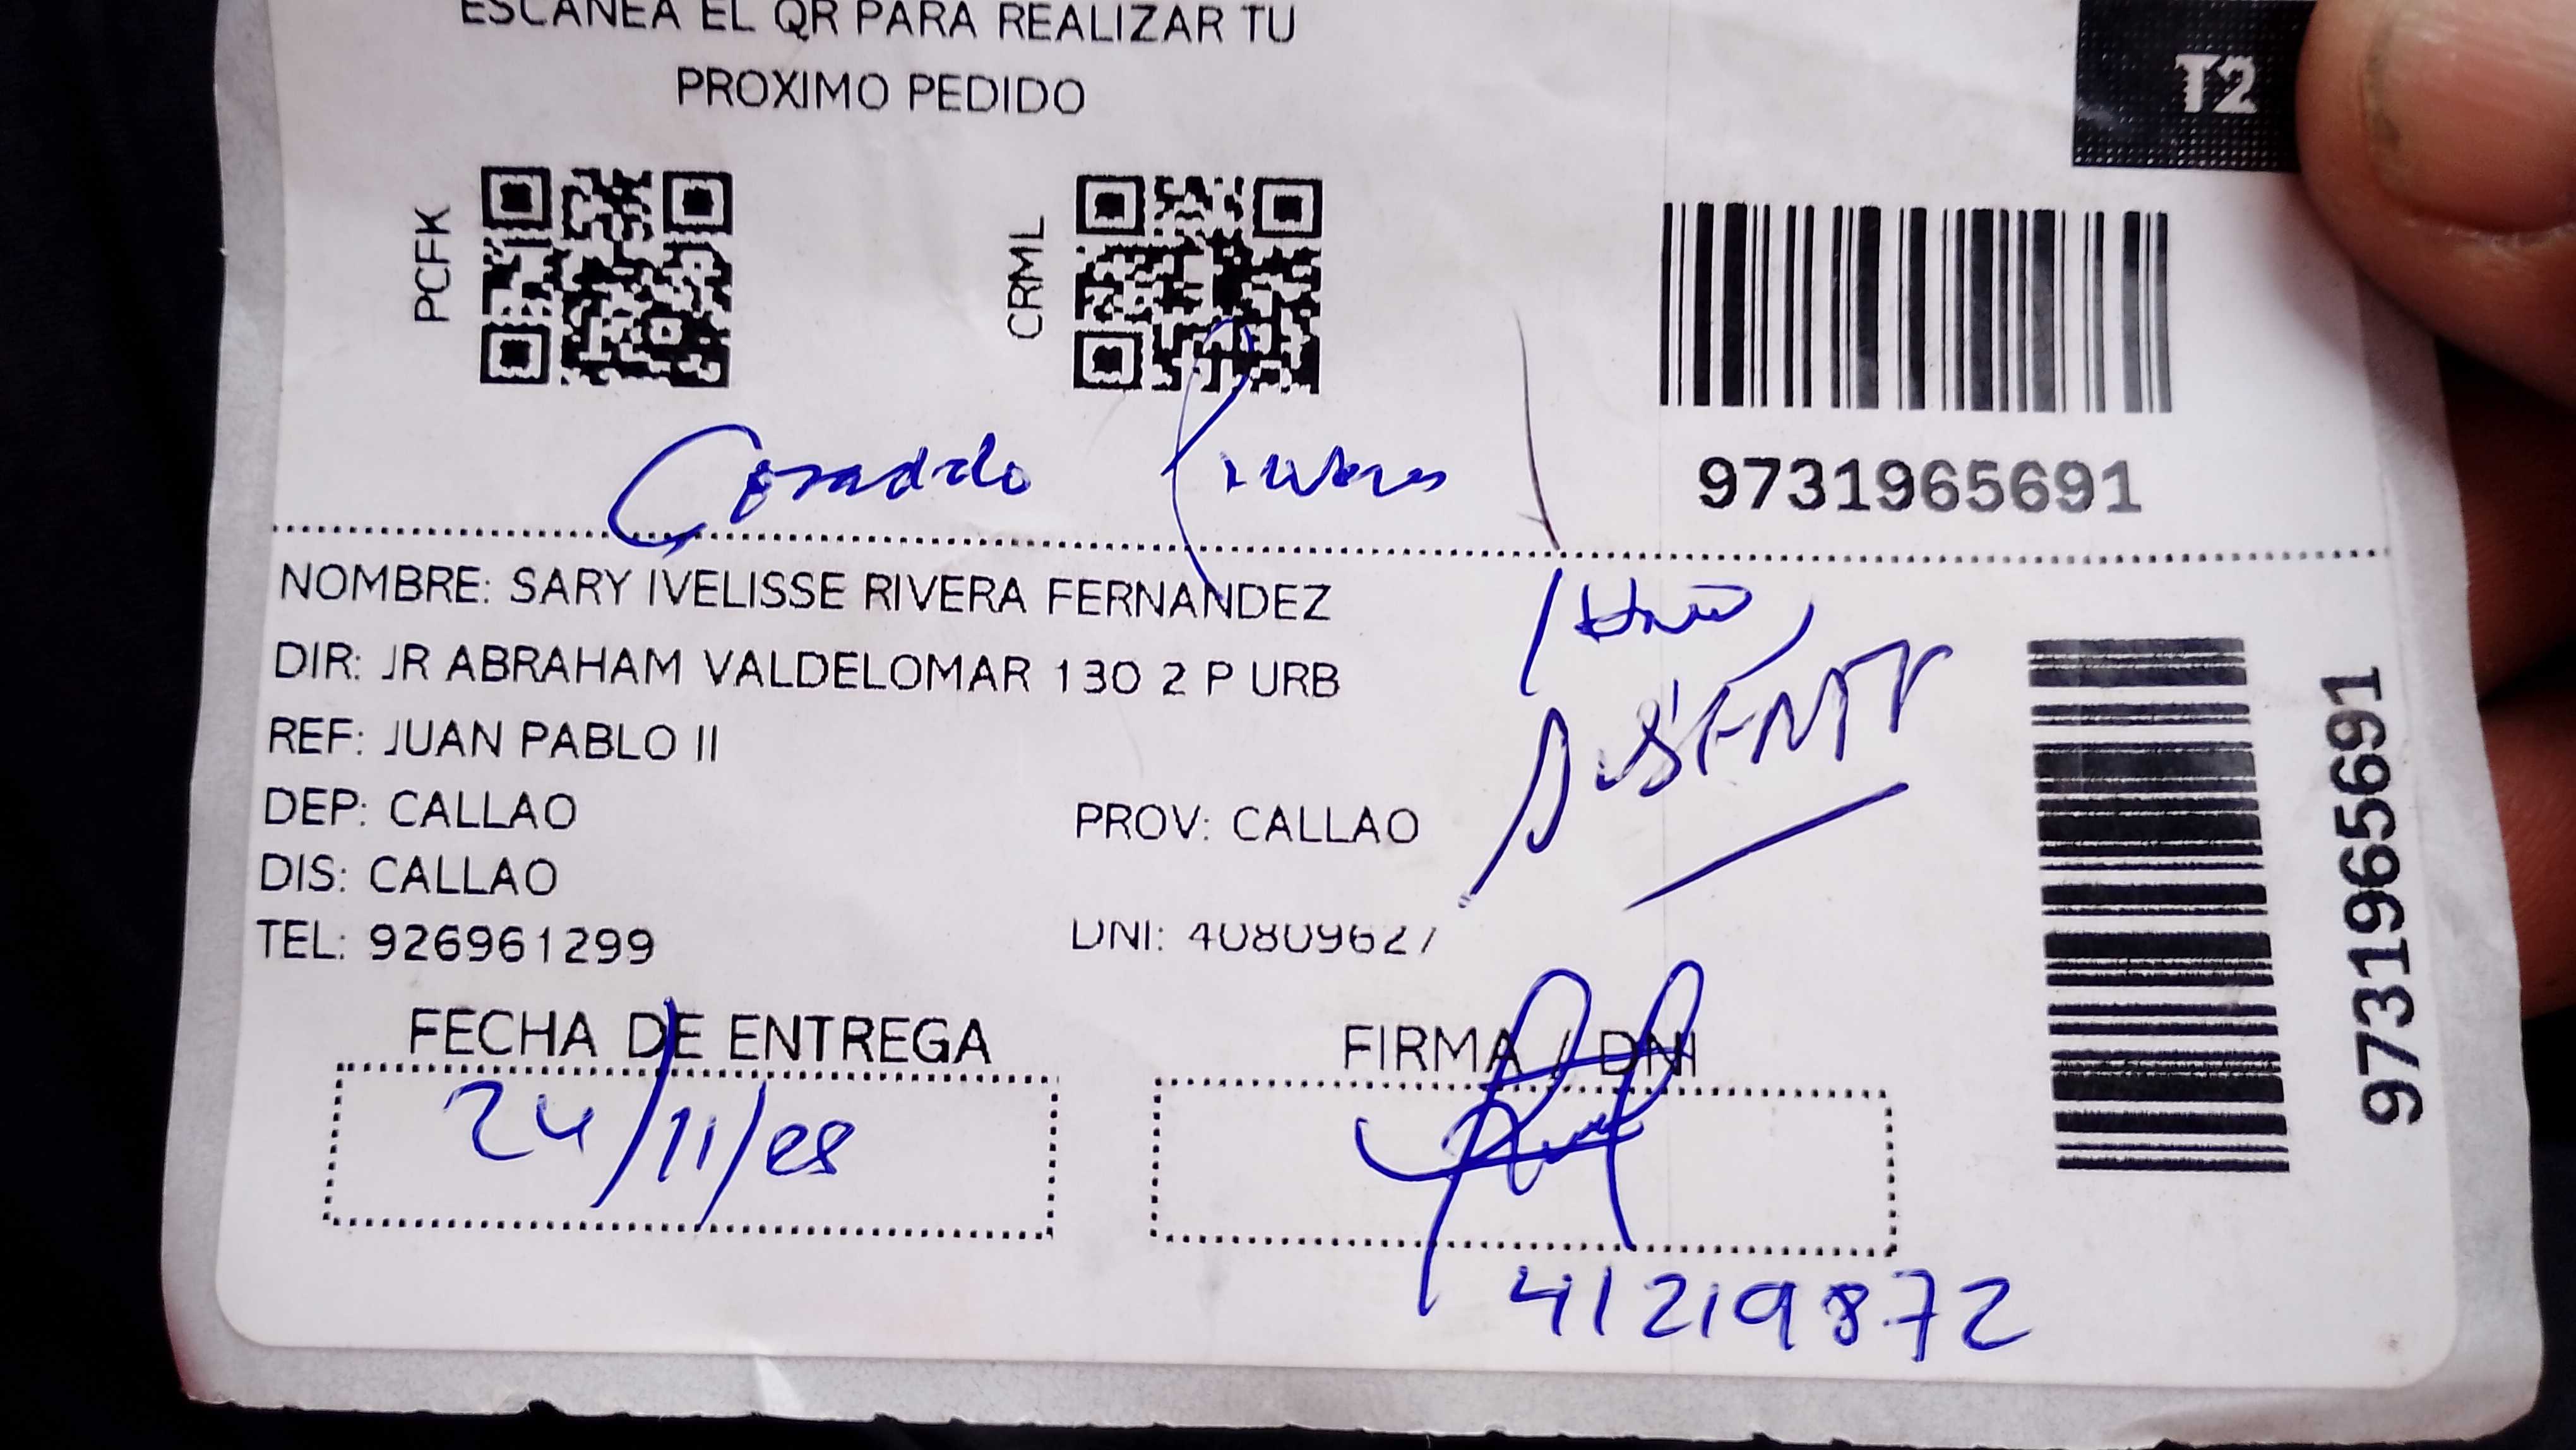 ESCANEA EL QR PARA REALIZAR TU
PROXIMO PEDIDO
T2
PCFK
CRML
9731965691
NOMBRE: SARY IVELISSE RIVERA FERNANDEZ
DIR: JR ABRAHAM VALDELOMAR 130 2 P URB
REF: JUAN PABLO II
DEP: CALLAO
PROV: CALLAO
DIS: CALLAO
TEL: 926961299
DNI: 40809627
9731965691
FECHA DE ENTREGA
FIRMA / DNI
24/11/
41219872